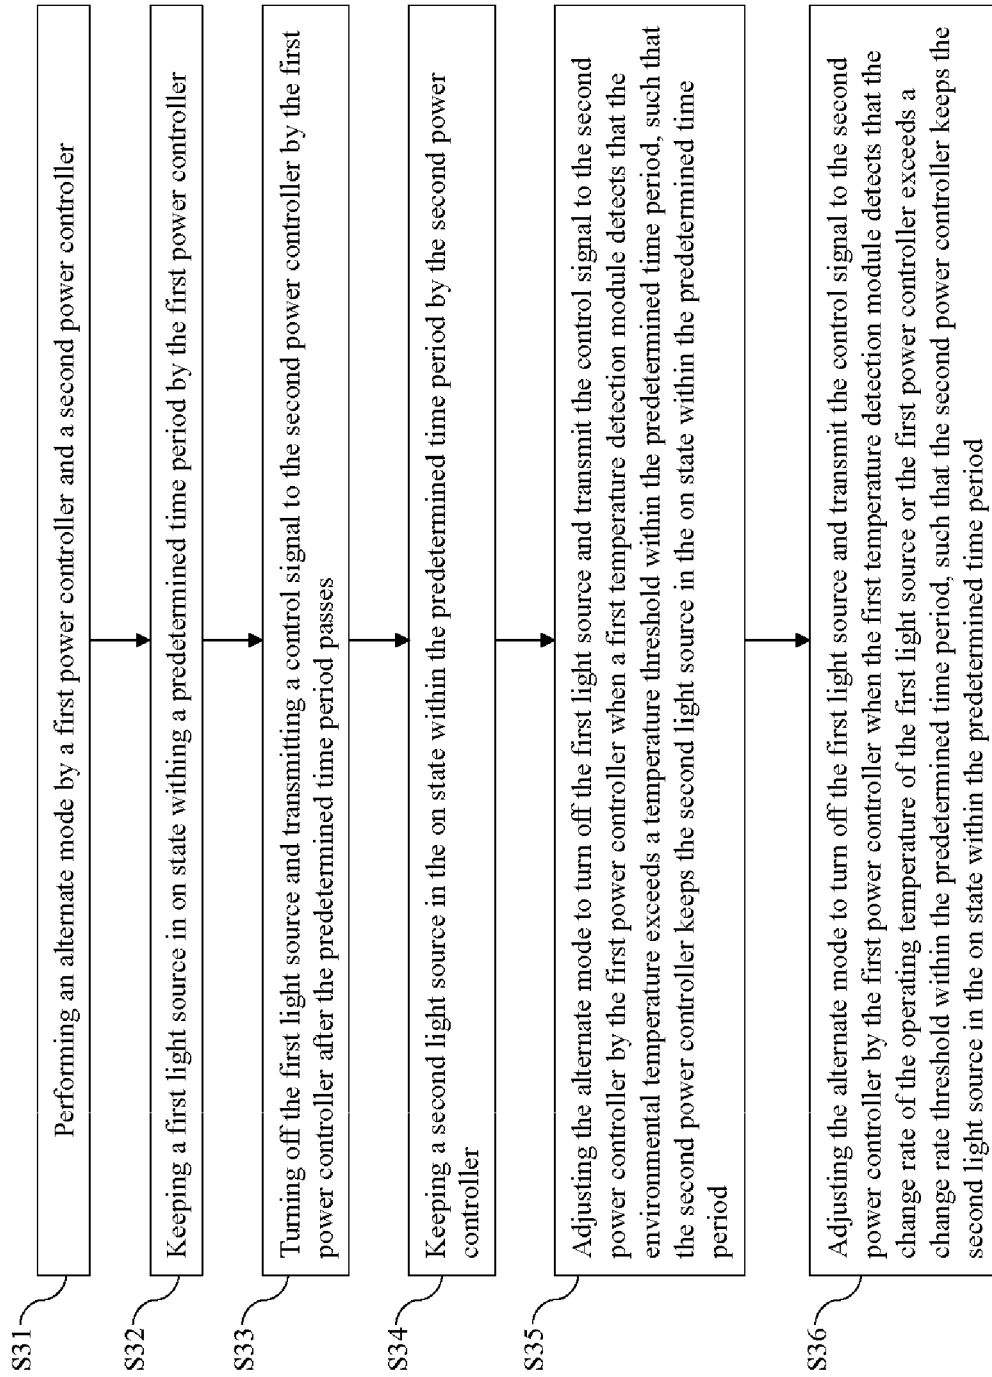 S31
Performing an alternate mode by a first power controller and a second power controller
S32
Keeping a first light source in on state withing a predetermined time period by the first power controller
S33
Turning off the first light source and transmitting a control signal to the second power controller by the first
power controller after the predetermined time period passes
S34
Keeping a second light source in the on state within the predetermined time period by the second power
controller
S35
Adjusting the alternate mode to turn off the first light source and transmit the control signal to the second
power controller by the first power controller when a first temperature detection module detects that the
environmental temperature exceeds a temperature threshold within the predetermined time period, such that
the second power controller keeps the second light source in the on state within the predetermined time
period
S36
Adjusting the alternate mode to turn off the first light source and transmit the control signal to the second
power controller by the first power controller when the first temperature detection module detects that the
change rate of the operating temperature of the first light source or the first power controller exceeds a
change rate threshold within the predetermined time period, such that the second power controller keeps the
second light source in the on state within the predetermined time period